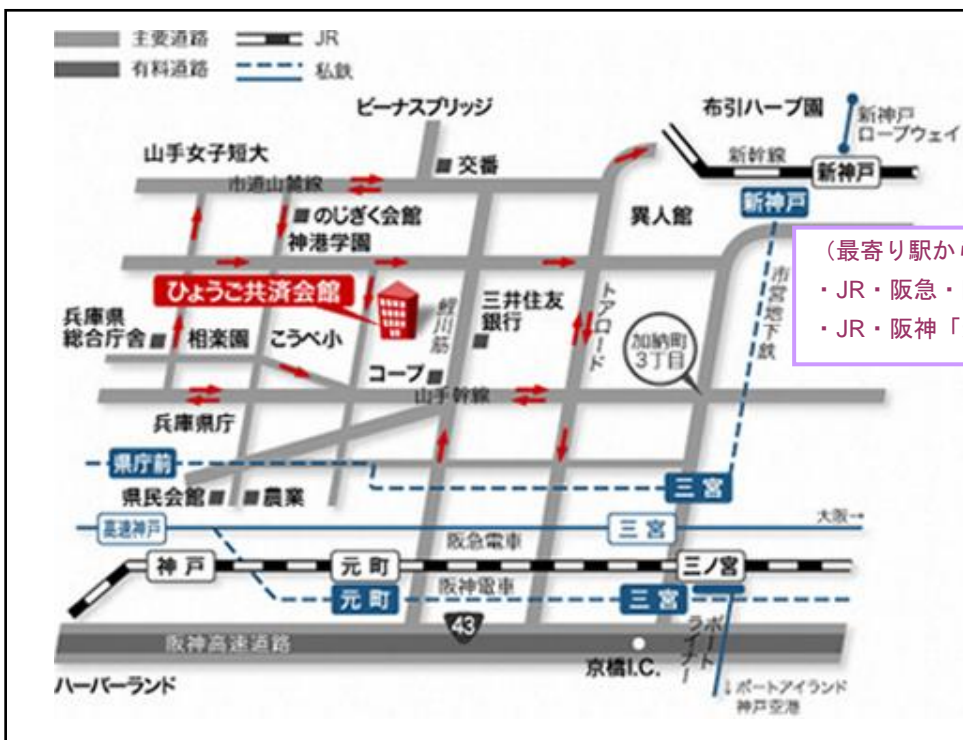 主要道路
JR
有料道路
私鉄
ビーナスブリッジ
布引ハーブ園
新神戸
ロープウェイ
山手女子短大
交番
新幹線
新神戸
市道山麓線
新神戸
のじぎく会館
異人館
神港学園
（最寄り駅から
・JR・阪急・
・JR・阪神「
ひょうご共済会館
市営地下鉄
鯉川筋
三井住友
銀行
トアロード
兵庫県
総合庁舎
相楽園
こうべ小
加納町
3丁目
コープ
山手幹線
兵庫県庁
県庁前
三宮
県民会館
農業
高速神戸
三宮
大阪→
阪急電車
神戸
元町
三ノ宮
阪神電車
元町
三宮
43
阪神高速道路
京橋I.C.
ポート
ライナー
ハーバーランド
↓ポートアイランド
神戸空港